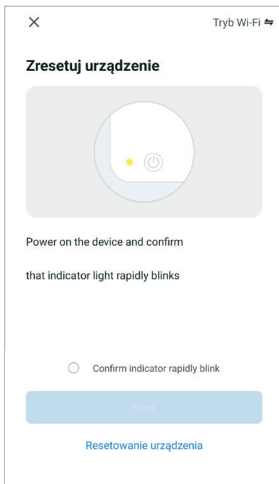 Tryb Wi-Fi
Zresetuj urządzenie
Power on the device and confirm
that indicator light rapidly blinks
Confirm indicator rapidly blink
Next
Resetowanie urządzenia